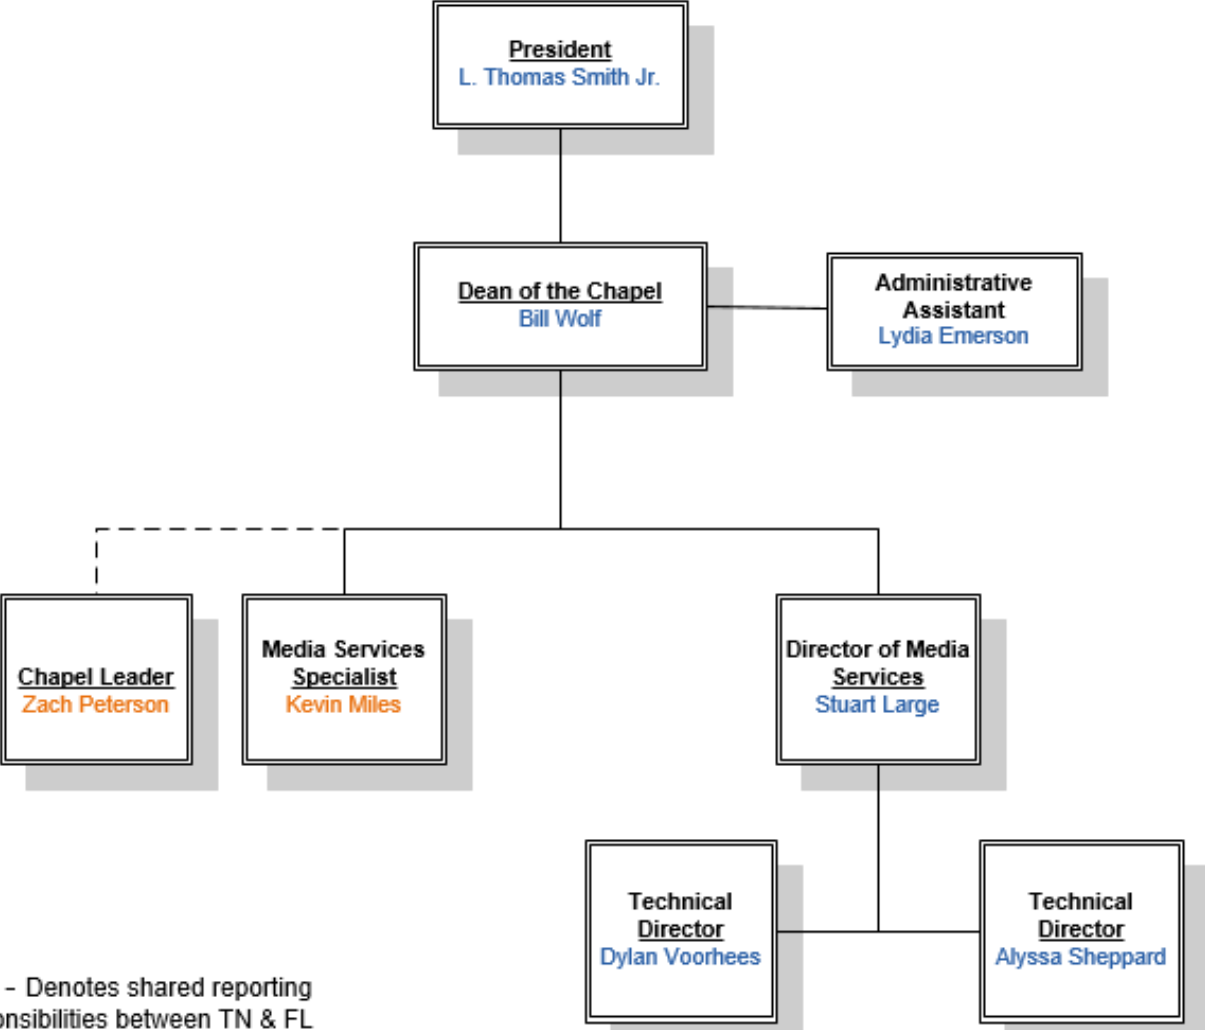 President
L. Thomas Smith Jr.
Dean of the Chapel
Bill Wolf
Administrative
Assistant
Lydia Emerson
Chapel Leader
Zach Peterson
Media Services
Specialist
Kevin Miles
Director of Media
Services
Stuart Large
Technical
Director
Dylan Voorhees
Technical
Director
Alyssa Sheppard
– Denotes shared reporting
onsibilities between TN & FL